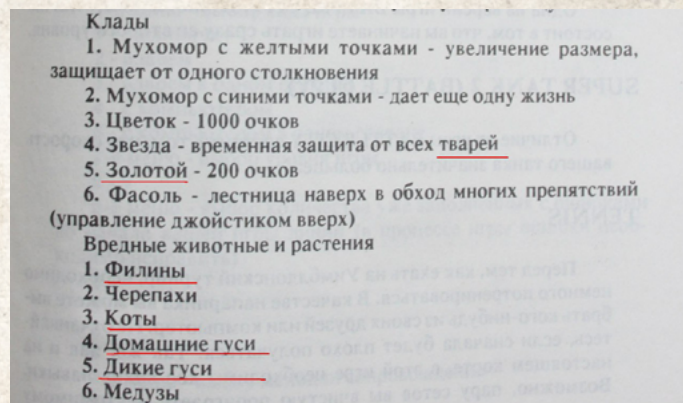 Клады
1. Мухомор с желтыми точками - увеличение размера,
защищает от одного столкновения
2. Мухомор с синими точками - дает еще одну жизнь
3. Цветок - 1000 очков
4. Звезда - временная защита от всех тварей
5. Золотой - 200 очков
6. Фасоль - лестница наверх в обход многих препятствий
(управление джойстиком вверх)
Вредные животные и растения
1. Филины
2. Черепахи
3. Коты
4. Домашние гуси
5. Дикие гуси
6. Медузы